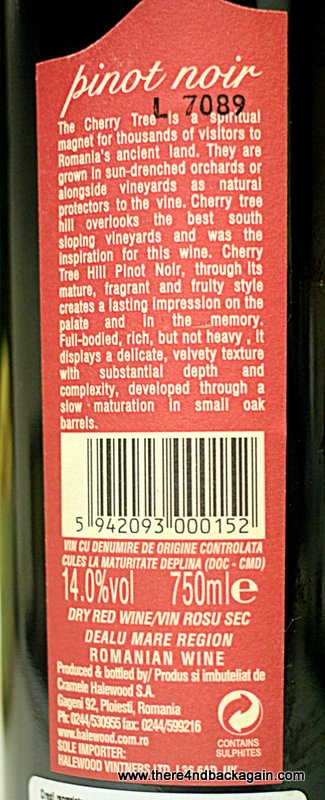 pinot noir
L 7089
The Cherry Tree is a spiritual
magnet for thousands of visitors to
Romania's ancient land. They are
grown in sun-drenched orchards or
alongside vineyards as natural
protectors to the vine. Cherry tree
hill overlooks the best south
sloping vineyards and was the
inspiration for this wine. Cherry
Tree Hill Pinot Noir, through its
mature, fragrant and fruity style
creates a lasting impression on the
palate and in the memory.
Full-bodied, rich, but not heavy , it
displays a delicate, velvety texture
with substantial depth and
complexity, developed through a
slow maturation in small oak
barrels.
5 942093 000152
VIN CU DENUMIRE DE ORIGINE CONTROLATA
CULES LA MATURITATE DEPLINA (DOC - CMD)
14.0%vol 750ml e
DRY RED WINE/VIN ROSU SEC
DEALU MARE REGION
ROMANIAN WINE
Produced & bottled by/ Produs si imbuteliat de
Cramele Halewood S.A.
Gageni 92, Ploiesti, Romania
Ph: 0244/530955 fax: 0244/599216
www.halewood.com.ro
CONTAINS
SULPHITES
SOLE IMPORTER:
HALEWOOD VINTNERS LTD, L36 6AD, UK
www.there4ndbackagain.com